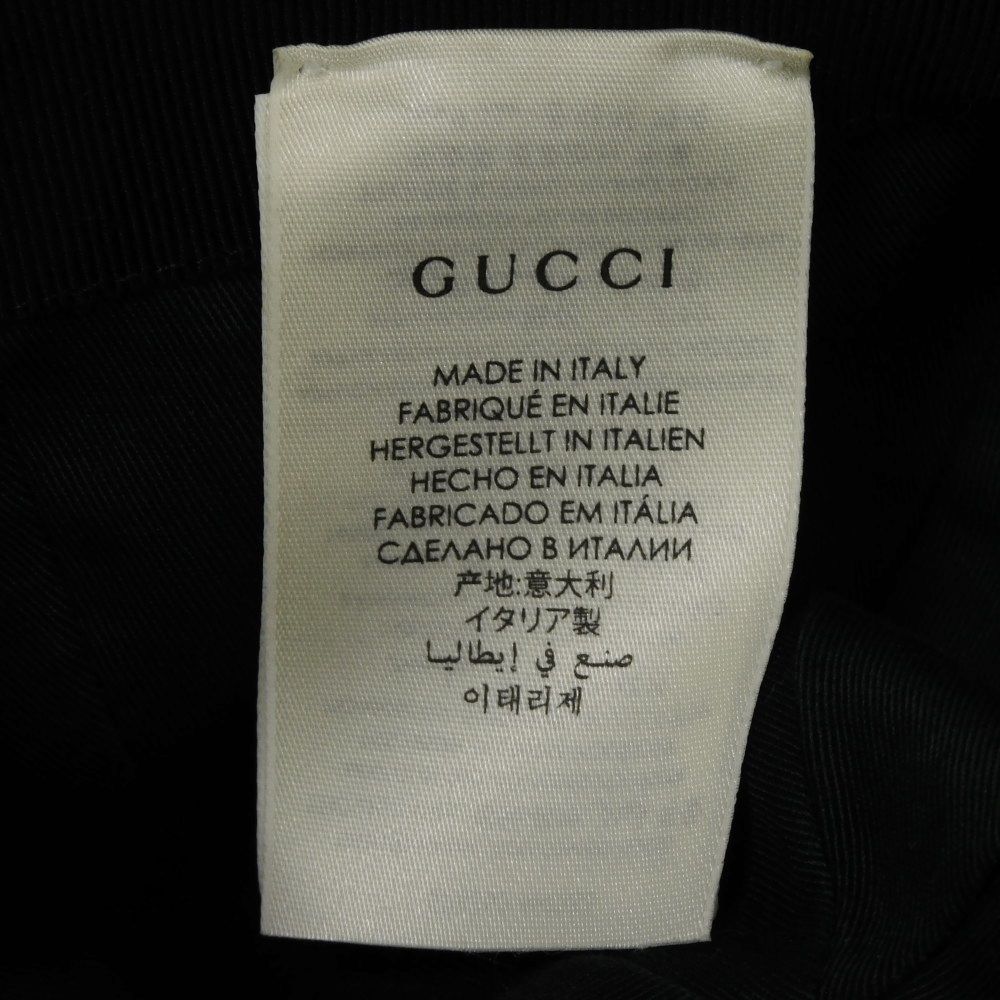 GUCCI
MADE IN ITALY
FABRIQUÉ EN ITALIE
HERGESTELLT IN ITALIEN
HECHO EN ITALIA
FABRICADO EM ITÁLIA
СДЕЛАНО В ИТАЛИИ
产地:意大利
イタリア製
صنع في إيطاليا
이태리제